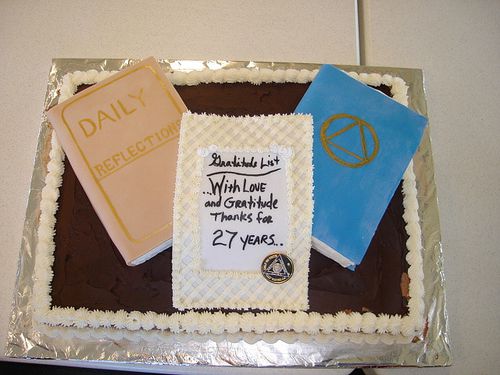 DAILY
REFLECTIONS
Gratitude List
...With LOVE
and Gratitude
Thanks for
27 YEARS...